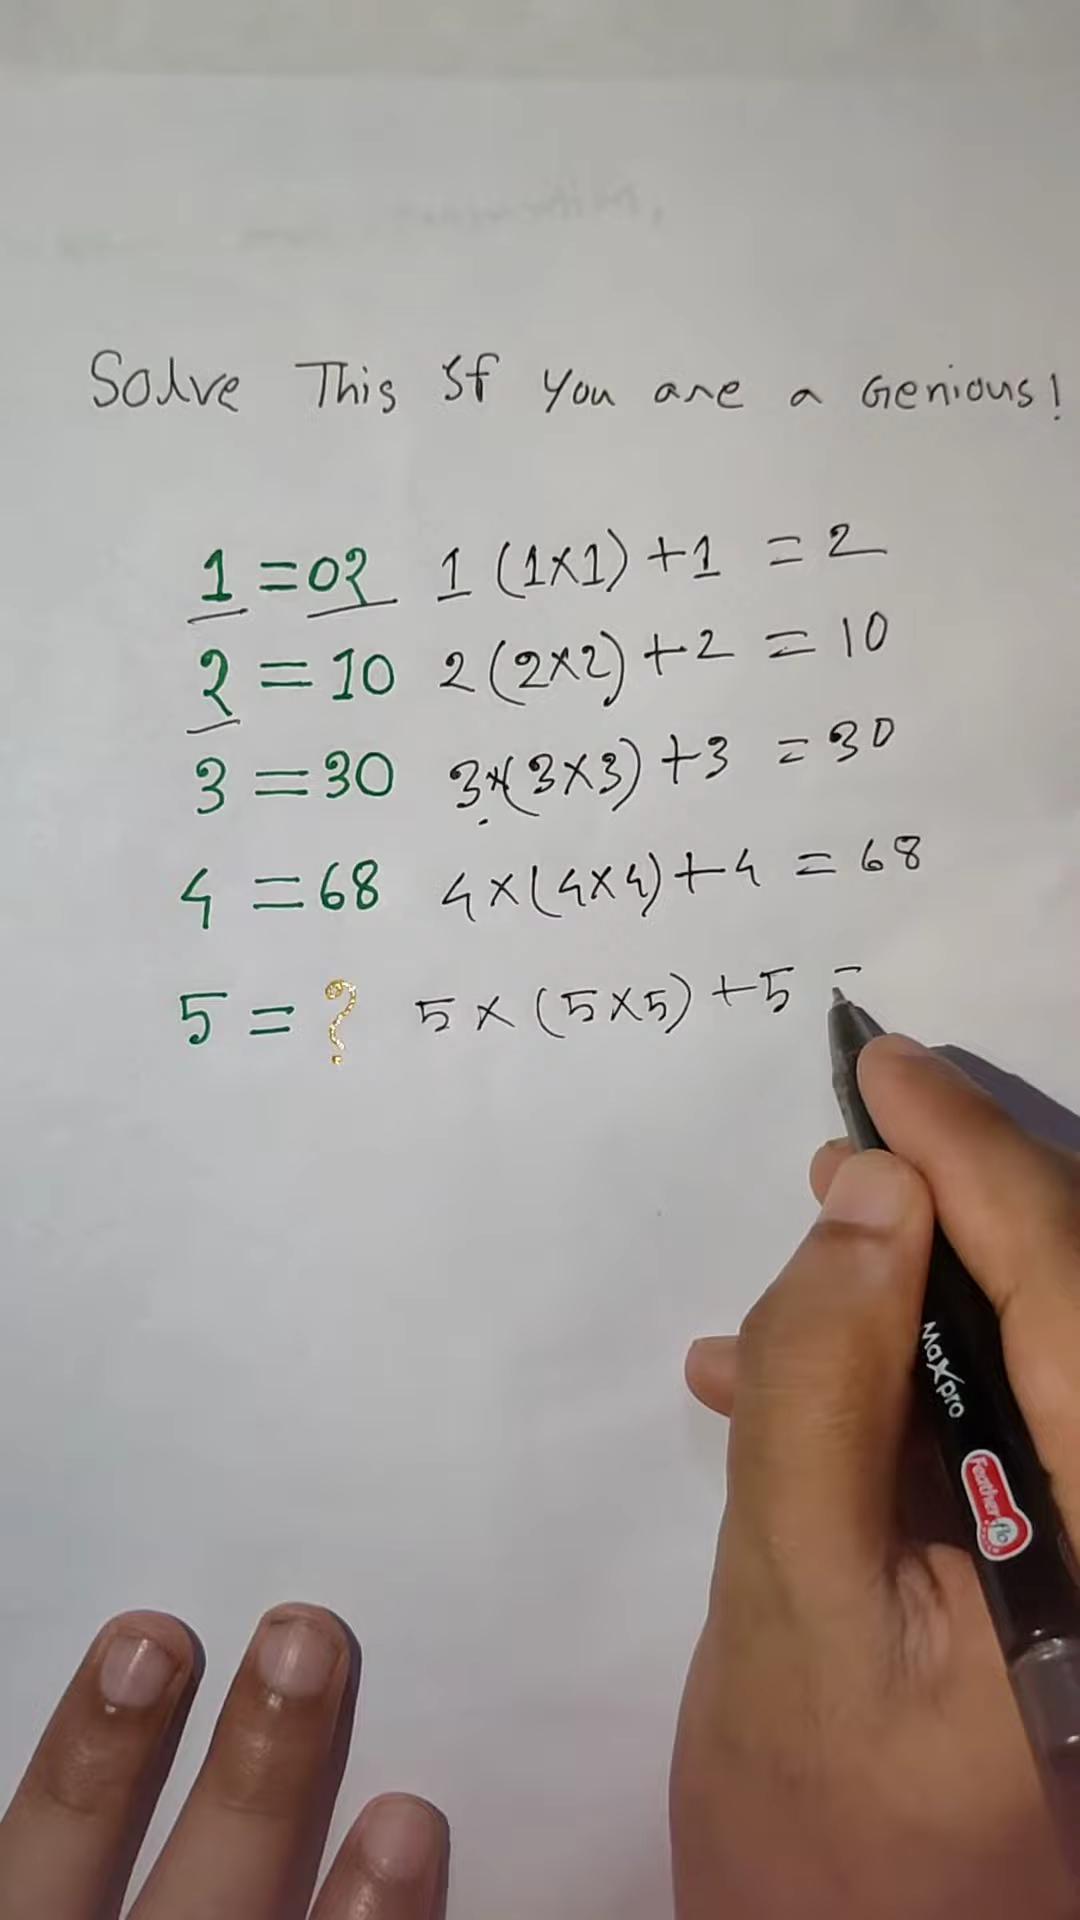 Solve This If You are a Genious!
1 = 02 1 (1×1) + 1 = 2
2 = 10 2 (2×2) + 2 = 10
3 = 30 3×(3×3) + 3 = 30
4 = 68 4×(4×4) + 4 = 68
5 = ? 5×(5×5) + 5 =
Maxpro
Feather flo